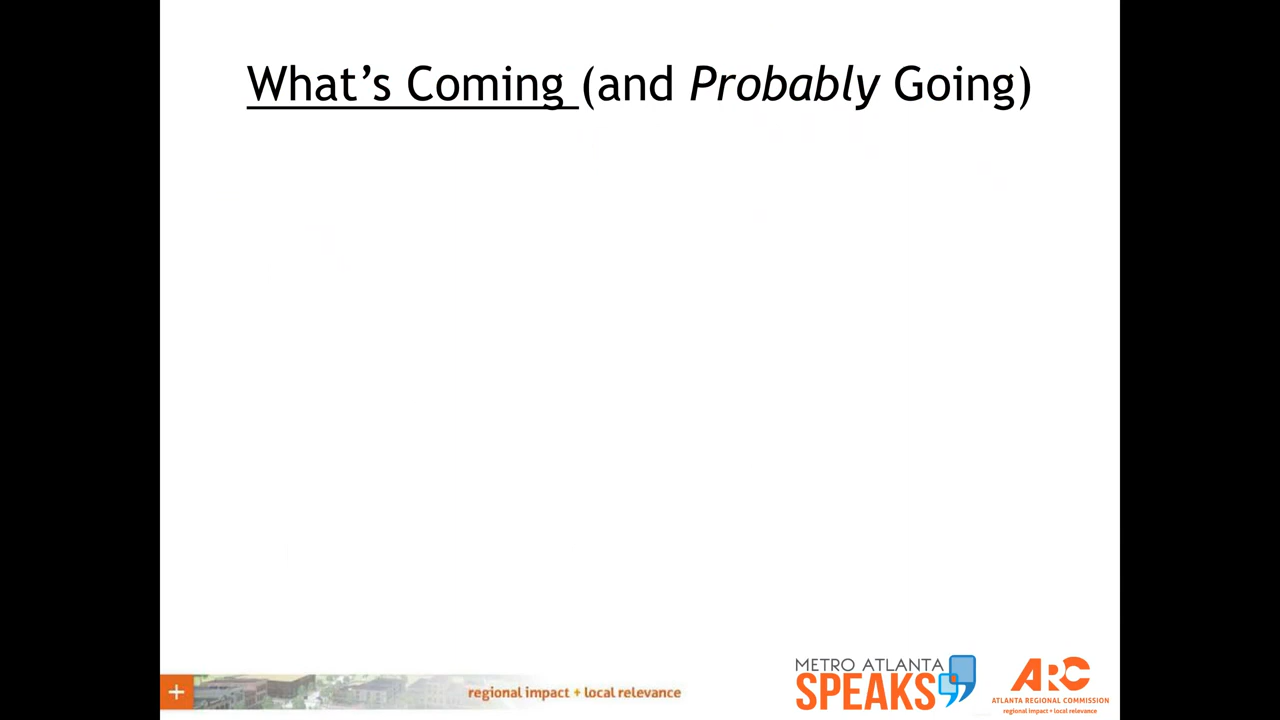 What's Coming (and Probably Going)
+
regional impact + local relevance
METRO ATLANTA
SPEAKS
ARC
ATLANTA REGIONAL COMMISSION
regional impact + local relevance